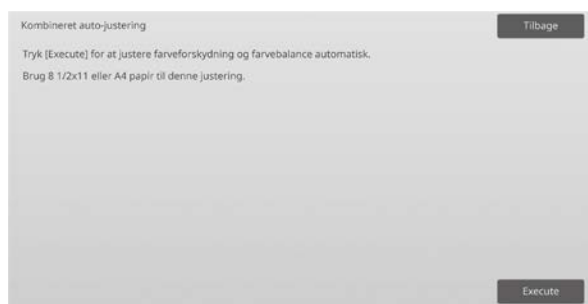 Kombineret auto-justering
Tilbage
Tryk [Execute] for at justere farveforskydning og farvebalance automatisk.
Brug 8 1/2x11 eller A4 papir til denne justering.
Execute